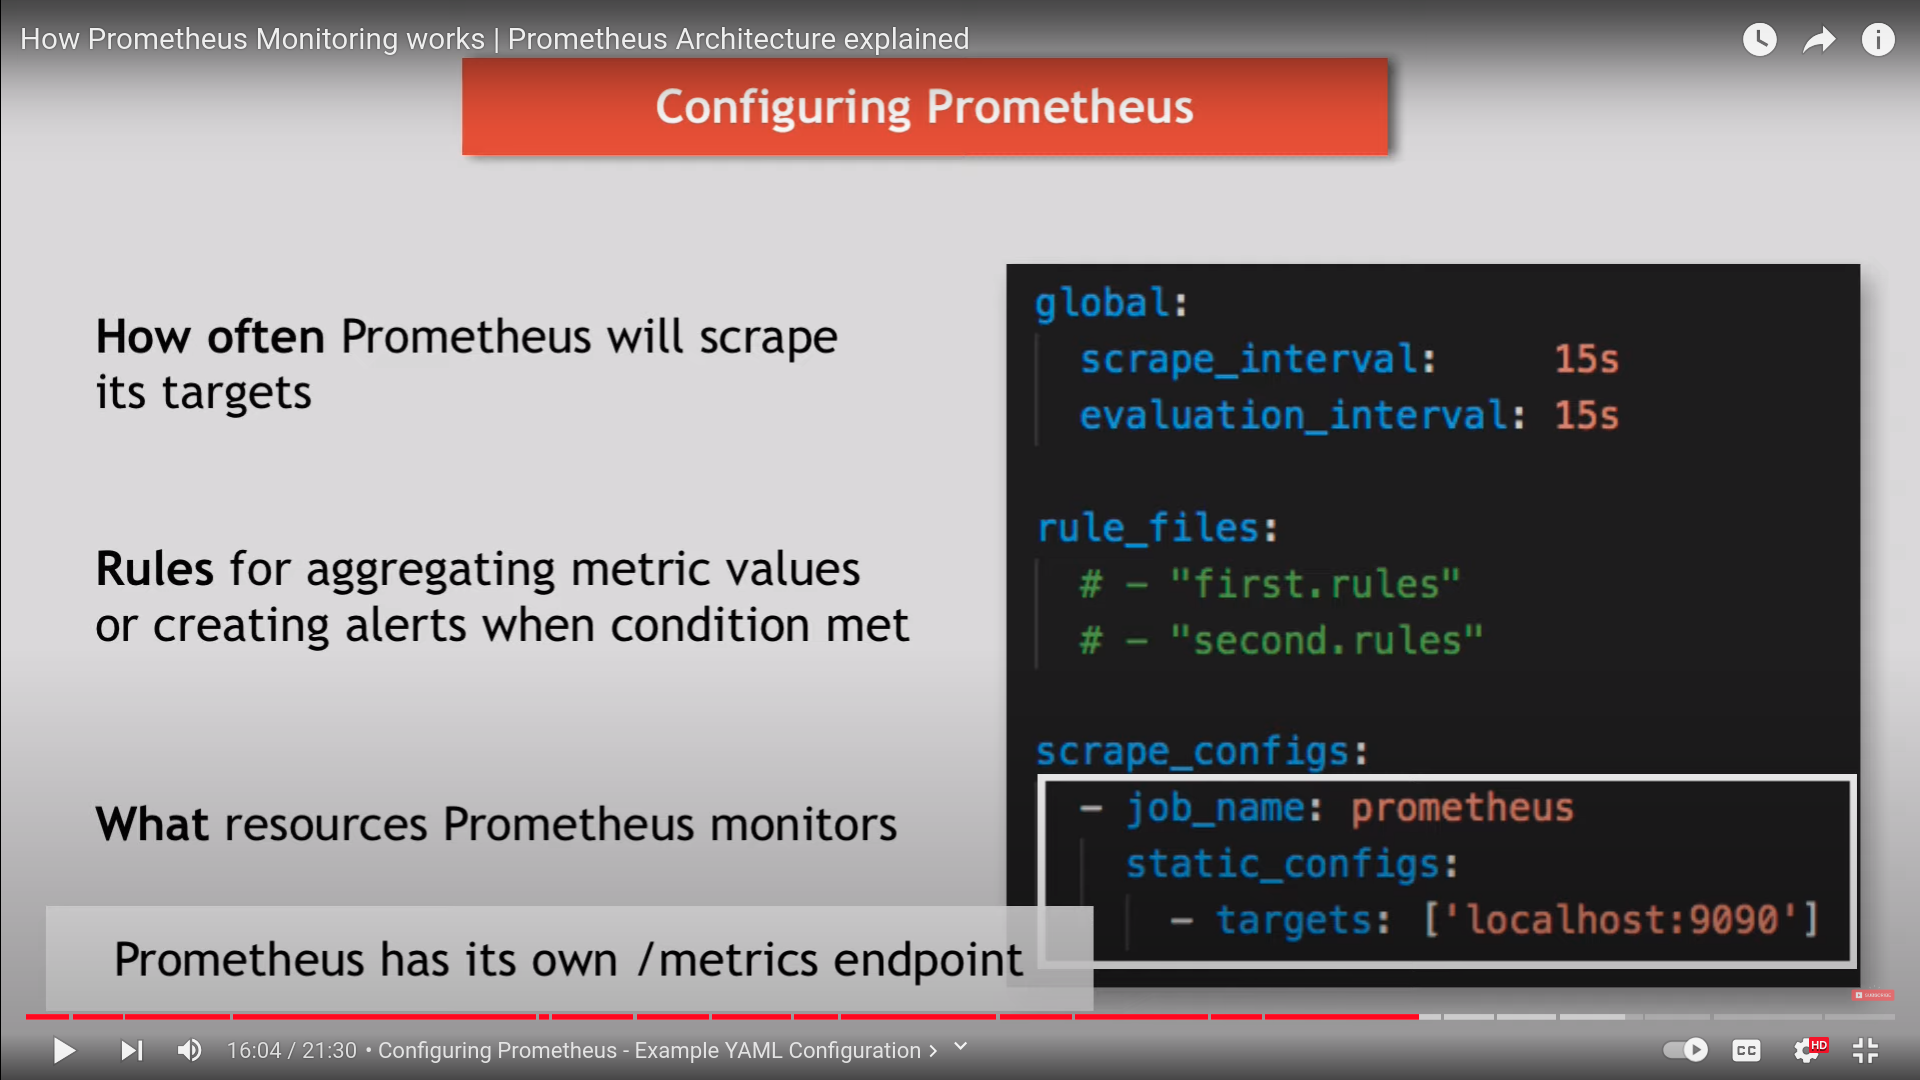 How Prometheus Monitoring works | Prometheus Architecture explained
Configuring Prometheus
How often Prometheus will scrape
its targets
Rules for aggregating metric values
or creating alerts when condition met
What resources Prometheus monitors
Prometheus has its own /metrics endpoint
global:
scrape_interval: 15s
evaluation_interval: 15s
rule_files:
# - "first.rules"
# - "second.rules"
scrape_configs:
- job_name: prometheus
static_configs:
- targets: ['localhost:9090']
SUBSCRIBE
16:04 / 21:30 • Configuring Prometheus - Example YAML Configuration
CC
HD